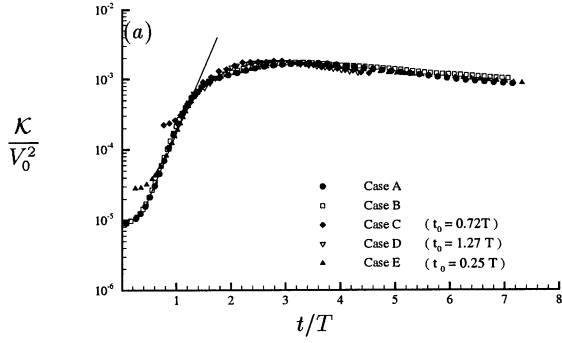 (a)
10⁻²
10⁻³
10⁻⁴
10⁻⁵
10⁻⁶
K/V₀²
Case A
Case B
Case C (t₀ = 0.72T)
Case D (t₀ = 1.27 T)
Case E (t₀ = 0.25 T)
1 2 3 4 5 6 7 8
t/T